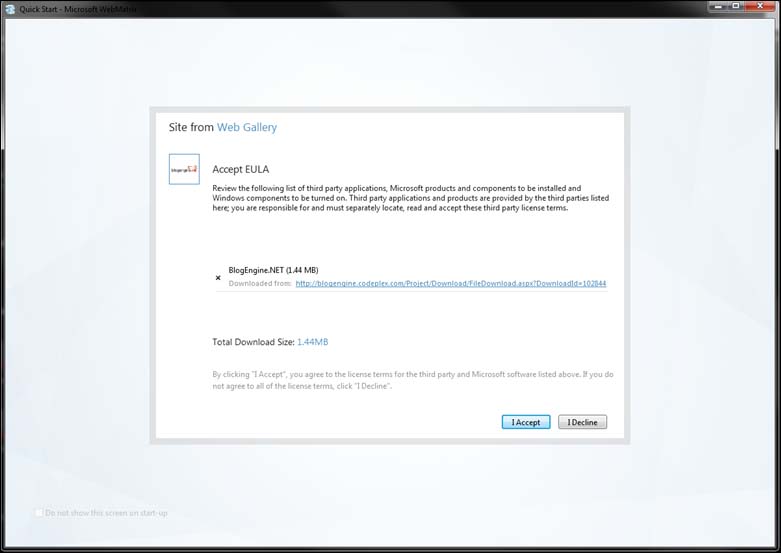 Quick Start - Microsoft WebMatrix
Site from Web Gallery
Accept EULA
Review the following list of third party applications, Microsoft products and components to be installed and
Windows components to be turned on. Third party applications and products are provided by the third parties listed
here; you are responsible for and must separately locate, read and accept these third party license terms.
BlogEngine.NET (1.44 MB)
Downloaded from: http://blogengine.codeplex.com/Project/Download/FileDownload.aspx?DownloadId=102844
Total Download Size: 1.44MB
By clicking "I Accept", you agree to the license terms for the third party and Microsoft software listed above. If you do
not agree to all of the license terms, click "I Decline".
I Accept I Decline
Do not show this screen on start-up